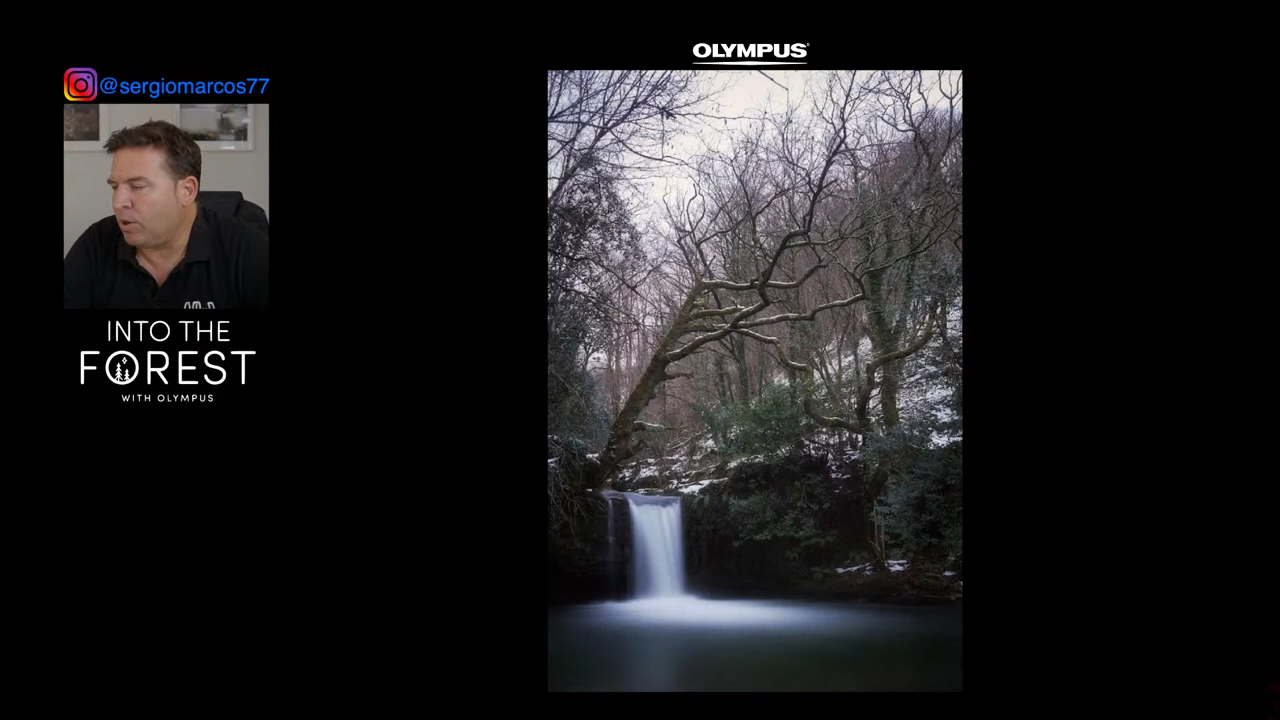 OLYMPUS
@sergiomarcos77
INTO THE
FOREST
WITH OLYMPUS